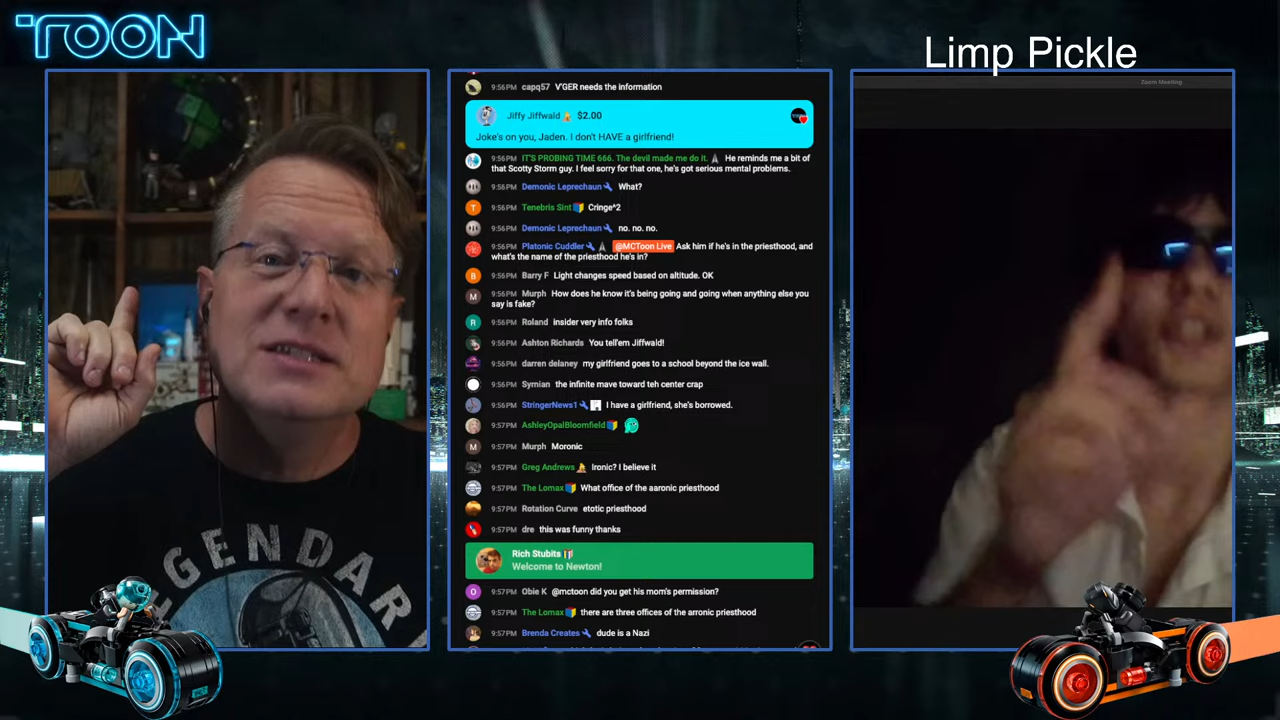 TOON
Limp Pickle
Zoom Meeting
9:56PM capq57 V'GER needs the information
Jiffy Jiffwald $2.00
Joke's on you, Jaden. I don't HAVE a girlfriend!
9:56PM IT'S PROBING TIME 666. The devil made me do it. He reminds me a bit of
that Scotty Storm guy. I feel sorry for that one, he's got serious mental problems.
9:56PM Demonic Leprechaun What?
9:56PM Tenebris Sint Cringe^2
9:56PM Demonic Leprechaun no. no. no.
9:56PM Platonic Cuddler @MCToon Live Ask him if he's in the priesthood, and
what's the name of the priesthood he's in?
9:56PM Barry F Light changes speed based on altitude. OK
9:56PM Murph How does he know it's being going and going when anything else you
say is fake?
9:56PM Roland insider very info folks
9:56PM Ashton Richards You tell'em Jiffwald!
9:56PM darren delaney my girlfriend goes to a school beyond the ice wall.
9:56PM Symian the infinite mave toward teh center crap
9:56PM StringerNews1 I have a girlfriend, she's borrowed.
9:57PM AshleyOpalBloomfield
9:57PM Murph Moronic
9:57PM Greg Andrews Ironic? I believe it
9:57PM The Lomax What office of the aaronic priesthood
9:57PM Rotation Curve etotic priesthood
9:57PM dre this was funny thanks
Rich Stubits
Welcome to Newton!
9:57PM Obie K @mctoon did you get his mom's permission?
9:57PM The Lomax there are three offices of the arronic priesthood
9:57PM Brenda Creates dude is a Nazi
LEGENDARY